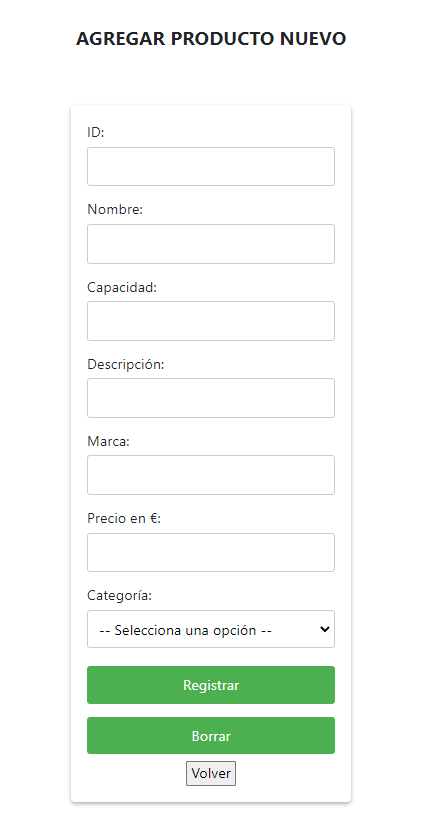 AGREGAR PRODUCTO NUEVO
ID:
Nombre:
Capacidad:
Descripción:
Marca:
Precio en €:
Categoría:
-- Selecciona una opción --
Registrar
Borrar
Volver